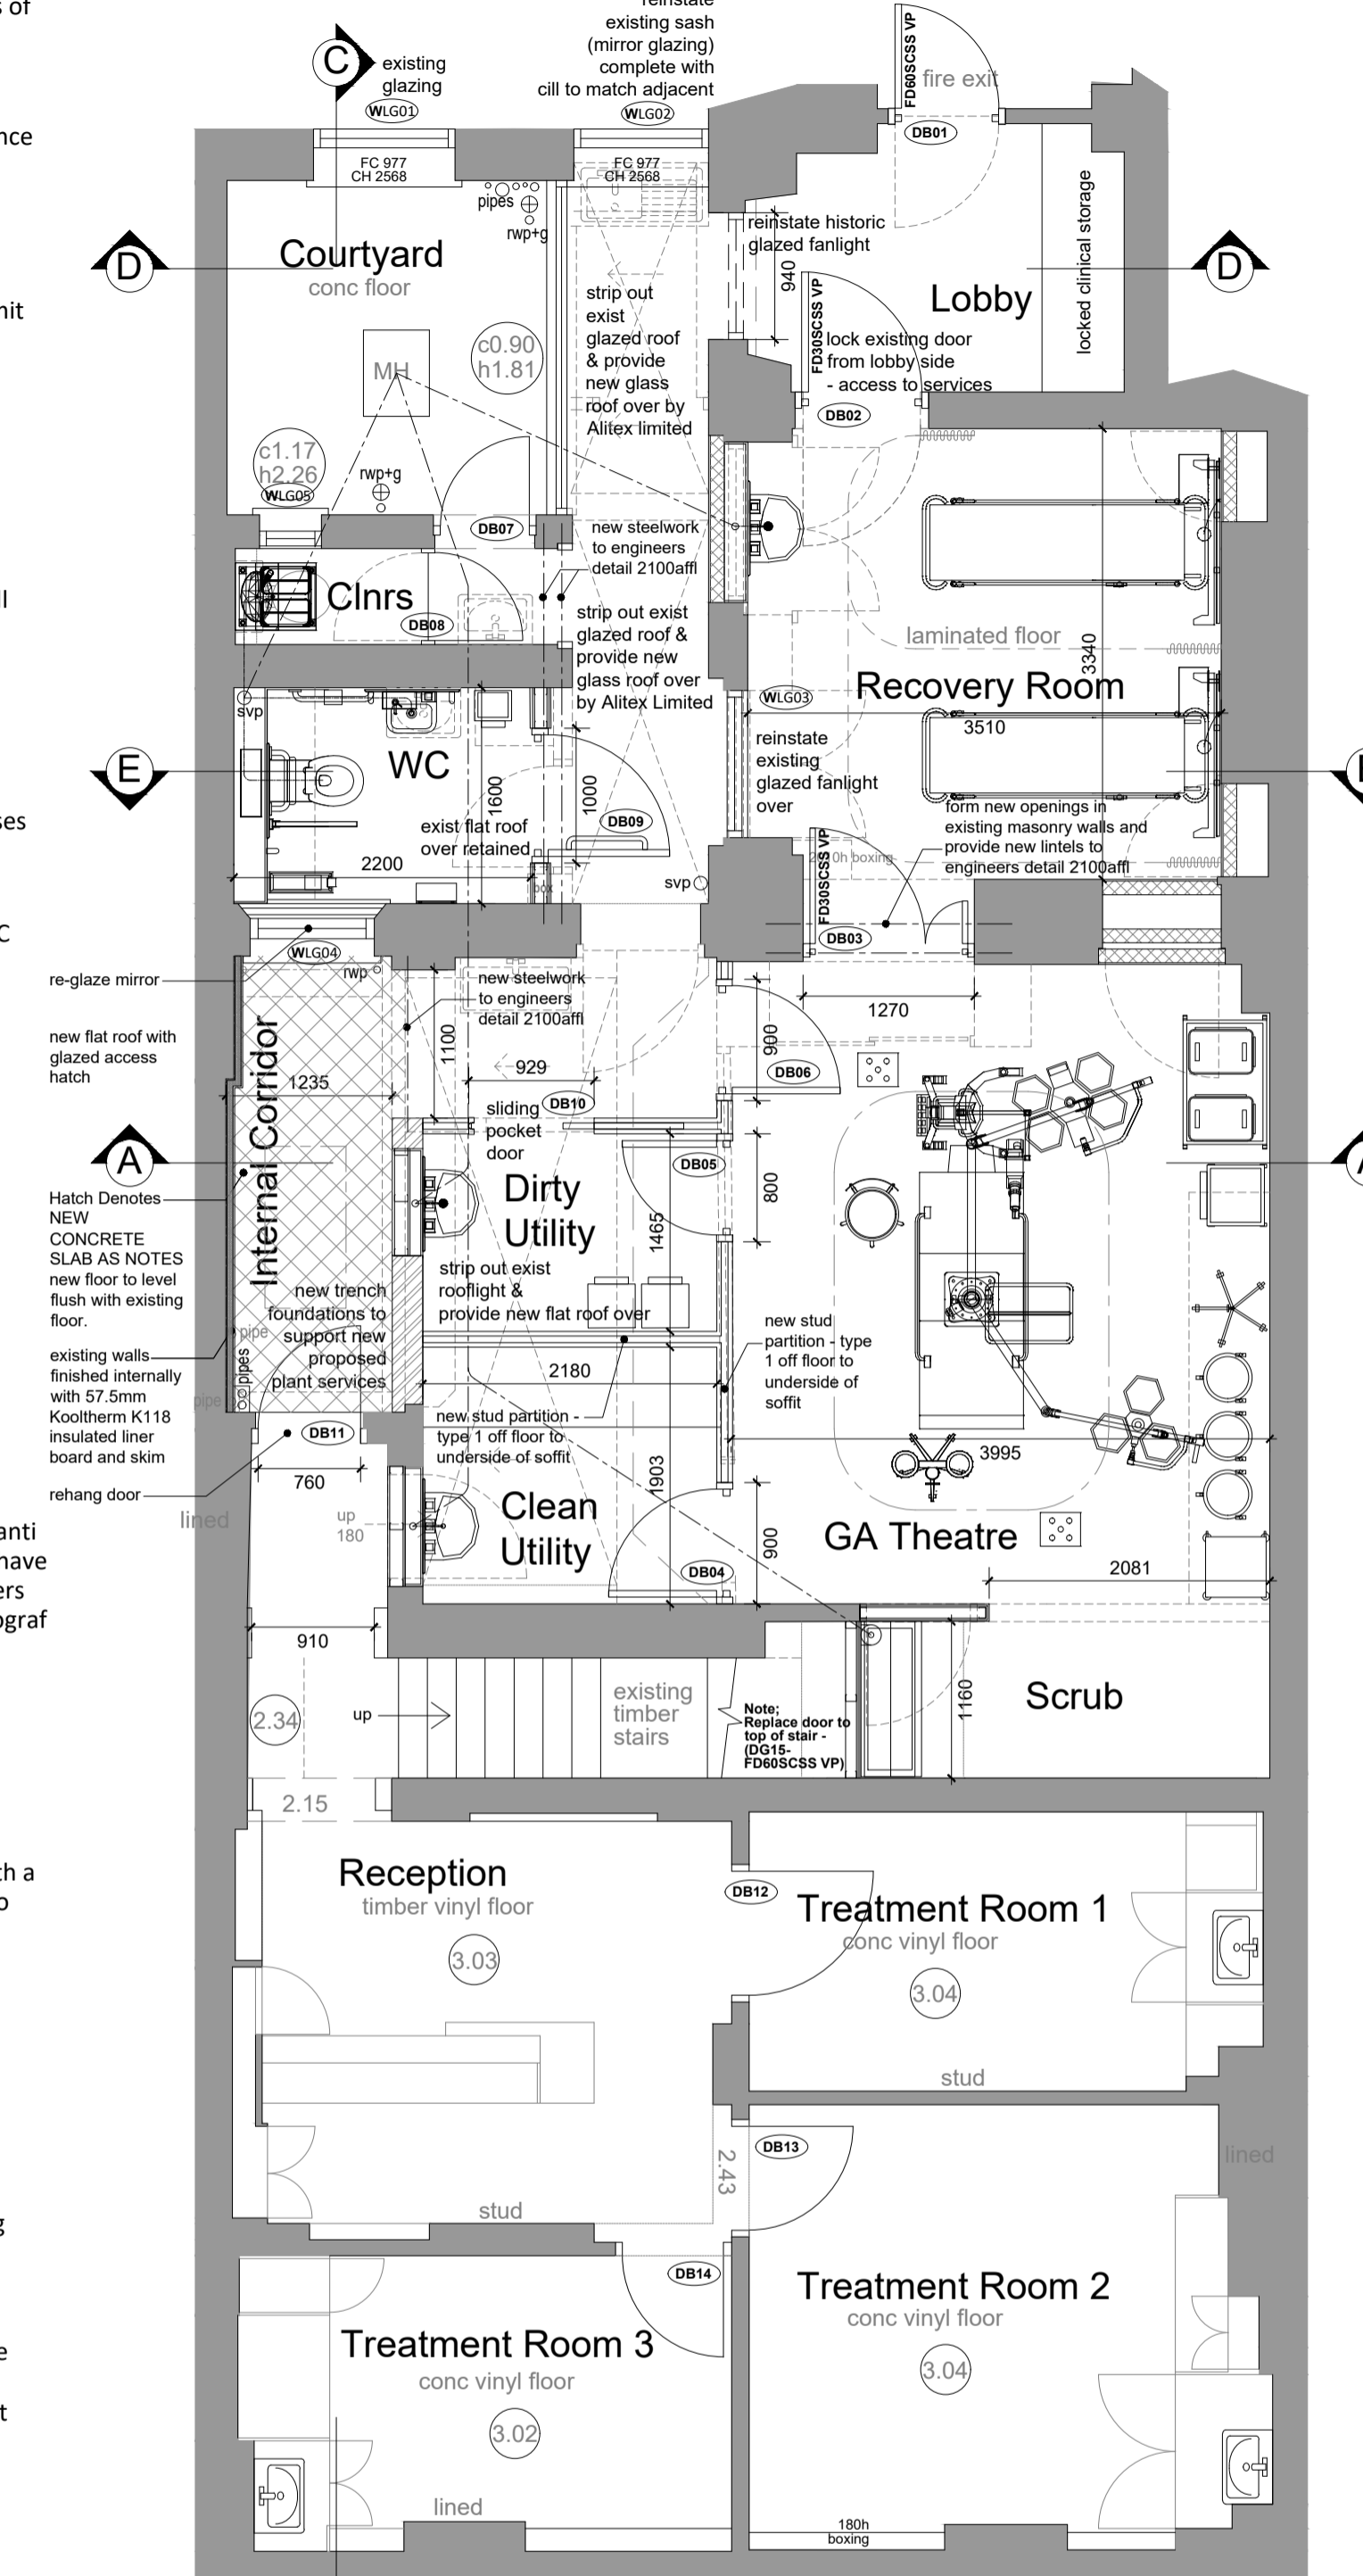 s of
nce
mit
ll
ses
C
anti
have
ers
ograf
th a
o
g
e
t
reinstate
existing sash
(mirror glazing)
complete with
cill to match adjacent
C
existing
glazing
WLG01
WLG02
FD60SCSS VP
fire exit
DB01
FC 977
CH 2568
FC 977
CH 2568
pipes
rwp+g
Courtyard
conc floor
D
D
reinstate historic
glazed fanlight
940
locked clinical storage
Lobby
strip out
exist
glazed roof
& provide
new glass
roof over by
Alitex limited
FD30SCSS VP
lock existing door
from lobby side
- access to services
DB02
MH
c0.90
h1.81
c1.17
h2.26
WLG05
rwp+g
DB07
new steelwork
to engineers
detail 2100affl
Clnrs
DB08
strip out exist
glazed roof &
provide new
glass roof over
by Alitex Limited
laminated floor
3340
Recovery Room
3510
WLG03
reinstate
existing
glazed fanlight
over
svp
WC
E
1600
1000
DB09
exist flat roof
over retained
2200
box
svp
form new openings in
existing masonry walls and
provide new lintels to
engineers detail 2100affl
FD30SCSS VP
boxing
DB03
1270
WLG04
re-glaze mirror
rwp
new flat roof with
glazed access
hatch
new steelwork
to engineers
detail 2100affl
1100
929
900
DB06
1235
Internal Corridor
DB10
sliding
pocket
door
A
DB05
800
Dirty
Utility
1465
Hatch Denotes
NEW
CONCRETE
SLAB AS NOTES
new floor to level
flush with existing
floor.
strip out exist
rooflight &
provide new flat roof over
new trench
foundations to
support new
proposed
plant services
new stud
partition - type
1 off floor to
underside of
soffit
pipe
pipes
pipe
existing walls
finished internally
with 57.5mm
Kooltherm K118
insulated liner
board and skim
2180
new stud partition -
type 1 off floor to
underside of soffit
DB11
760
rehang door
lined
3995
1903
up
180
Clean
Utility
900
DB04
GA Theatre
2081
910
2.34
up
existing
timber
stairs
Note;
Replace door to
top of stair -
(DG15-
FD60SCSS VP)
1160
Scrub
2.15
Reception
timber vinyl floor
3.03
DB12
Treatment Room 1
conc vinyl floor
3.04
stud
DB13
2.43
lined
stud
DB14
Treatment Room 2
conc vinyl floor
3.04
Treatment Room 3
conc vinyl floor
3.02
lined
180h
boxing